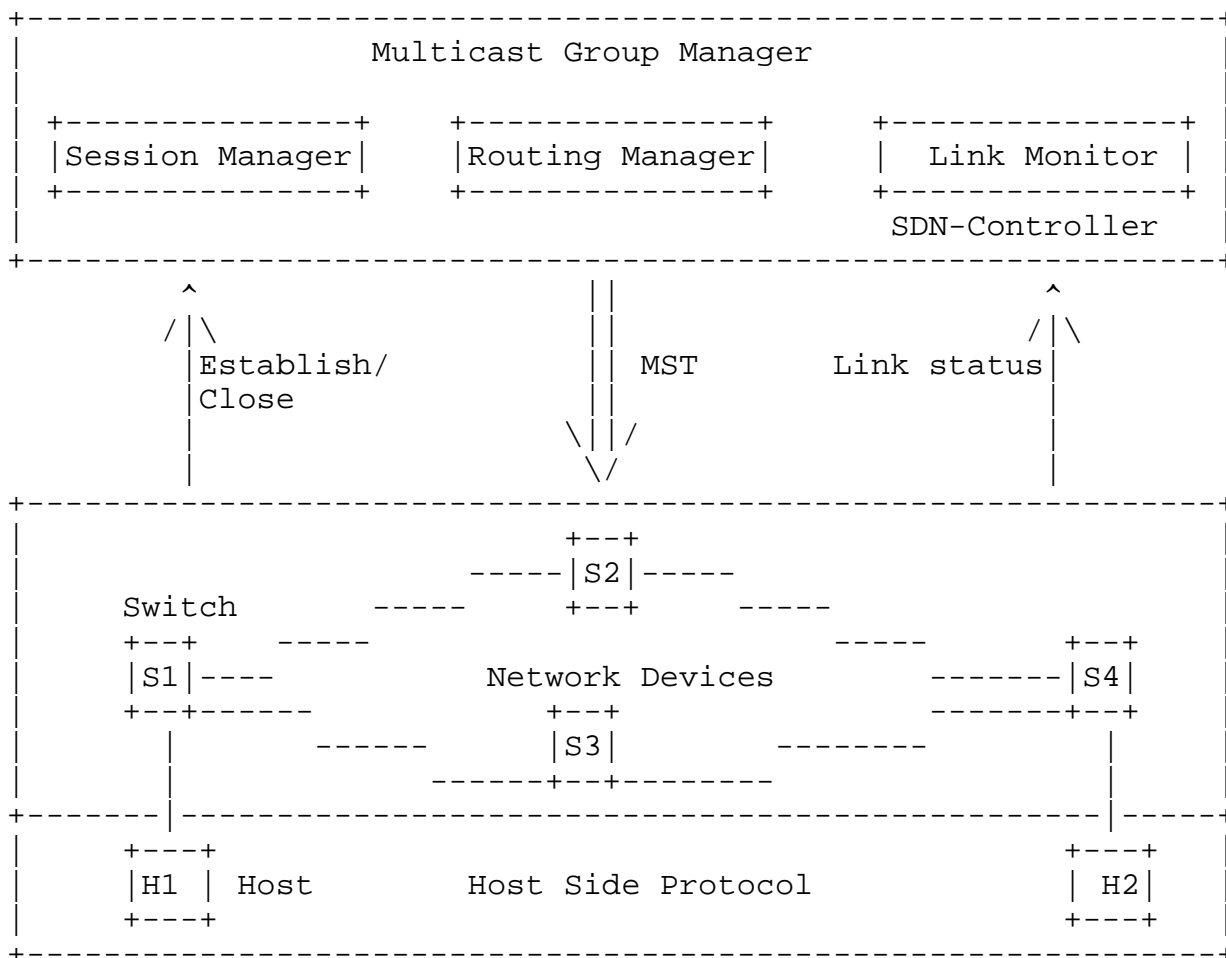 Multicast Group Manager
Session Manager Routing Manager Link Monitor
SDN-Controller
Establish/ MST Link status
Close
S2
Switch
S1 Network Devices S4
S3
H1 Host Host Side Protocol H2